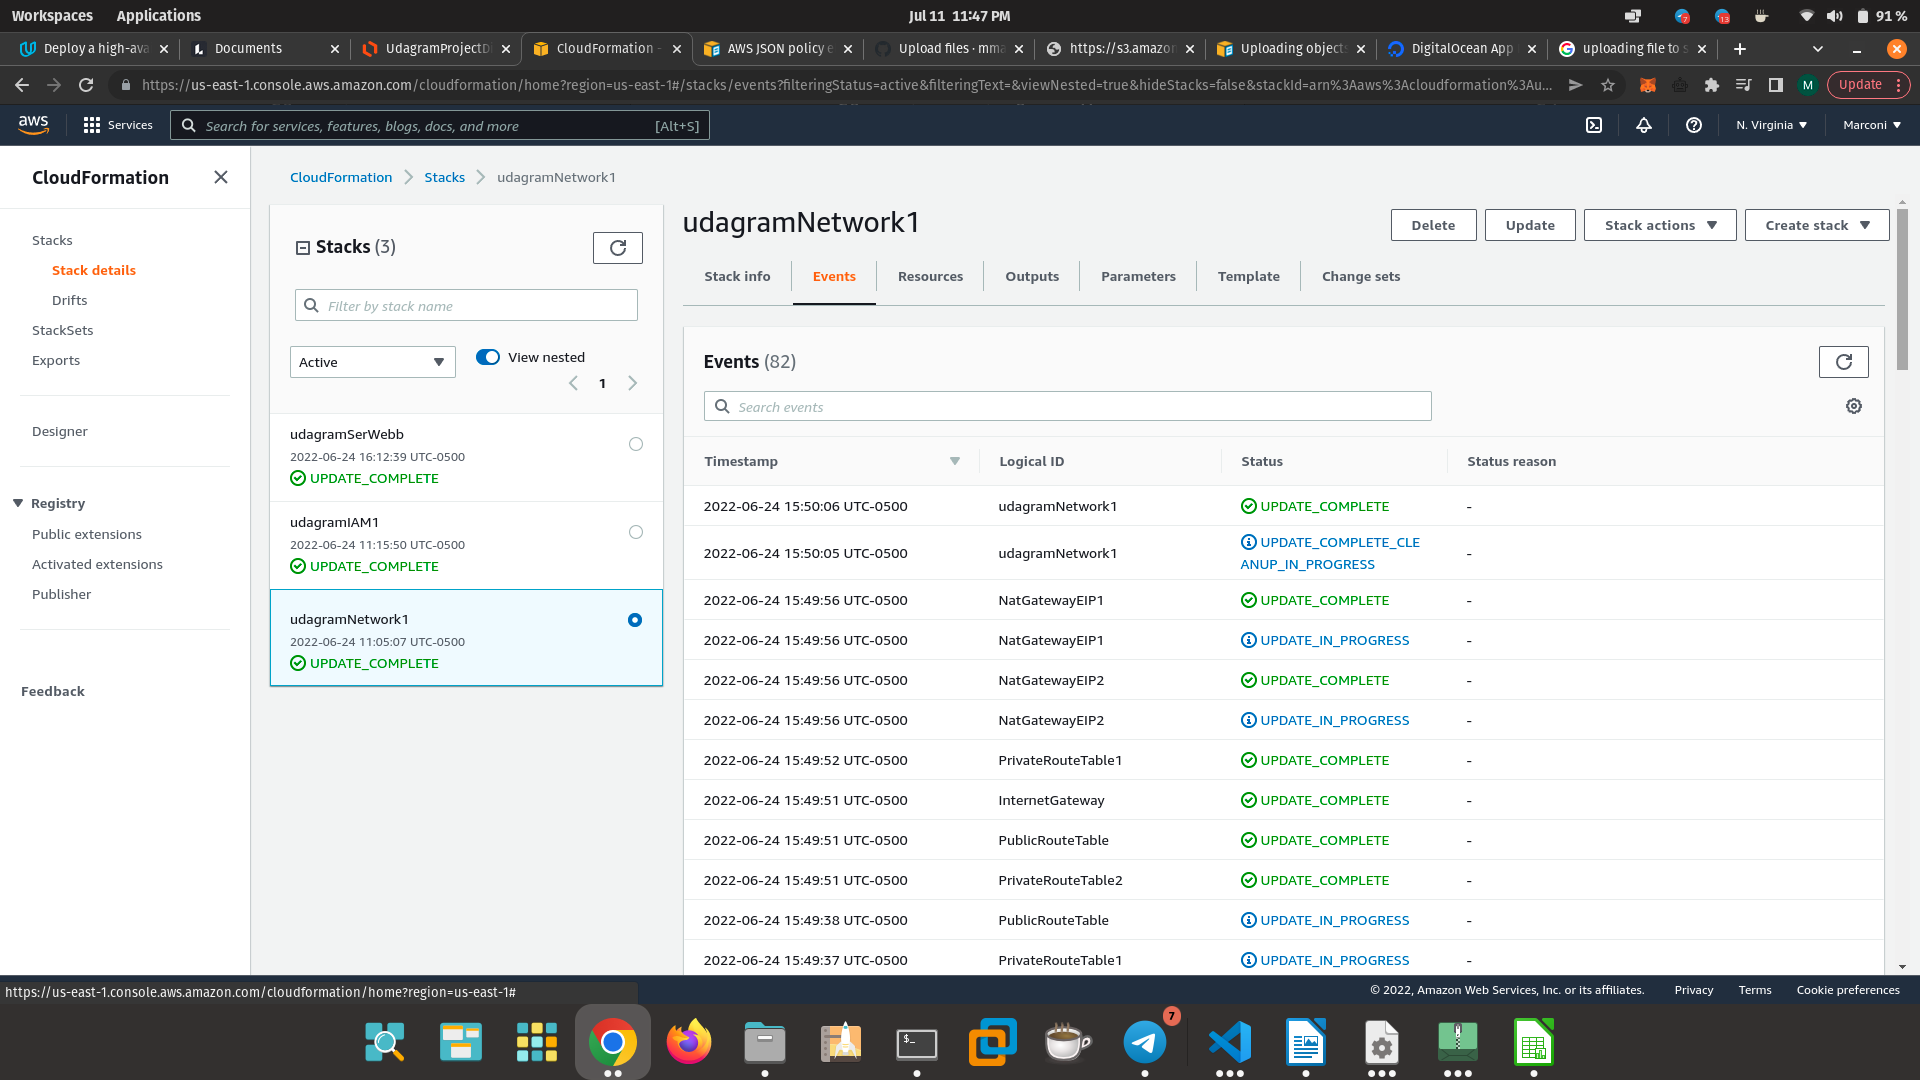 Workspaces Applications Jul 11 11:47 PM 91 %
7 13
Deploy a high-ava Documents UdagramProjectDi CloudFormation - AWS JSON policy e Upload files · mma https://s3.amazon Uploading objects DigitalOcean App uploading file to s
https://us-east-1.console.aws.amazon.com/cloudformation/home?region=us-east-1#/stacks/events?filteringStatus=active&filteringText=&viewNested=true&hideStacks=false&stackId=arn%3Aaws%3Acloudformation%3Au... M Update
aws Services Search for services, features, blogs, docs, and more [Alt+S] N. Virginia Marconi
CloudFormation
Stacks
Stack details
Drifts
StackSets
Exports
Designer
Registry
Public extensions
Activated extensions
Publisher
Feedback
CloudFormation Stacks udagramNetwork1
Stacks (3)
Filter by stack name
Active View nested
1
udagramSerWebb
2022-06-24 16:12:39 UTC-0500
UPDATE_COMPLETE
udagramIAM1
2022-06-24 11:15:50 UTC-0500
UPDATE_COMPLETE
udagramNetwork1
2022-06-24 11:05:07 UTC-0500
UPDATE_COMPLETE
udagramNetwork1
Delete Update Stack actions Create stack
Stack info Events Resources Outputs Parameters Template Change sets
Events (82)
Search events
Timestamp Logical ID Status Status reason
2022-06-24 15:50:06 UTC-0500 udagramNetwork1 UPDATE_COMPLETE -
2022-06-24 15:50:05 UTC-0500 udagramNetwork1 UPDATE_COMPLETE_CLE
ANUP_IN_PROGRESS -
2022-06-24 15:49:56 UTC-0500 NatGatewayEIP1 UPDATE_COMPLETE -
2022-06-24 15:49:56 UTC-0500 NatGatewayEIP1 UPDATE_IN_PROGRESS -
2022-06-24 15:49:56 UTC-0500 NatGatewayEIP2 UPDATE_COMPLETE -
2022-06-24 15:49:56 UTC-0500 NatGatewayEIP2 UPDATE_IN_PROGRESS -
2022-06-24 15:49:52 UTC-0500 PrivateRouteTable1 UPDATE_COMPLETE -
2022-06-24 15:49:51 UTC-0500 InternetGateway UPDATE_COMPLETE -
2022-06-24 15:49:51 UTC-0500 PublicRouteTable UPDATE_COMPLETE -
2022-06-24 15:49:51 UTC-0500 PrivateRouteTable2 UPDATE_COMPLETE -
2022-06-24 15:49:38 UTC-0500 PublicRouteTable UPDATE_IN_PROGRESS -
2022-06-24 15:49:37 UTC-0500 PrivateRouteTable1 UPDATE_IN_PROGRESS -
https://us-east-1.console.aws.amazon.com/cloudformation/home?region=us-east-1# © 2022, Amazon Web Services, Inc. or its affiliates. Privacy Terms Cookie preferences
$_ 7